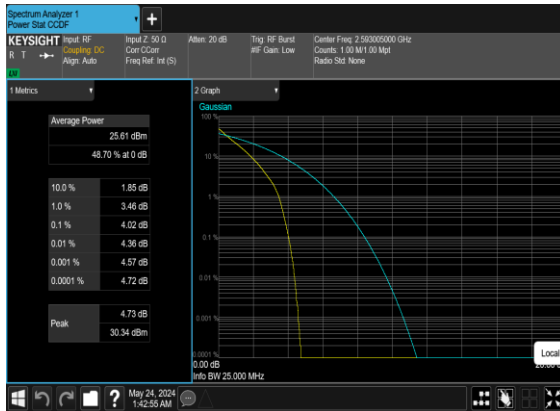 Spectrum Analyzer 1
Power Stat CCDF
KEYSIGHT
R T
LXI
Input: RF
Coupling: DC
Align: Auto
Input Z: 50 Ω
Corr CCorr
Freq Ref: Int (S)
Atten: 20 dB
Trig: RF Burst
#IF Gain: Low
Center Freq: 2.593005000 GHz
Counts: 1.00 M/1.00 Mpt
Radio Std: None
1 Metrics
Average Power
25.61 dBm
48.70 % at 0 dB
10.0 % 1.85 dB
1.0 % 3.46 dB
0.1 % 4.02 dB
0.01 % 4.36 dB
0.001 % 4.57 dB
0.0001 % 4.72 dB
Peak 4.73 dB
30.34 dBm
2 Graph
Gaussian
100 %
10 %
1 %
0.1 %
0.01 %
0.001 %
0.0001 %
0.00 dB
Info BW 25.000 MHz
Local
May 24, 2024
1:42:55 AM